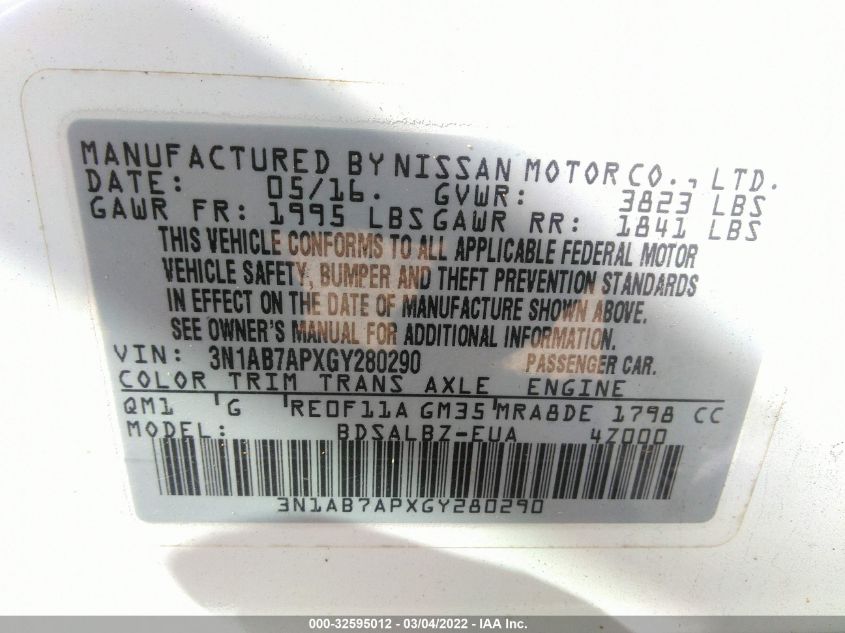 MANUFACTURED BY NISSAN MOTOR CO., LTD.
DATE: 05/16. GVWR: 3823 LBS
GAWR FR: 1995 LBS GAWR RR: 1841 LBS
THIS VEHICLE CONFORMS TO ALL APPLICABLE FEDERAL MOTOR
VEHICLE SAFETY, BUMPER AND THEFT PREVENTION STANDARDS
IN EFFECT ON THE DATE OF MANUFACTURE SHOWN ABOVE.
SEE OWNER'S MANUAL FOR ADDITIONAL INFORMATION.
VIN: 3N1AB7APXGY280290 PASSENGER CAR.
COLOR TRIM TRANS AXLE ENGINE
QM1 G RE0F11A GM35 MRA8DE 1798 CC
MODEL: BDSALBZ-EUA 4Z000
3N1AB7APXGY280290
000-32595012 - 03/04/2022 - IAA Inc.